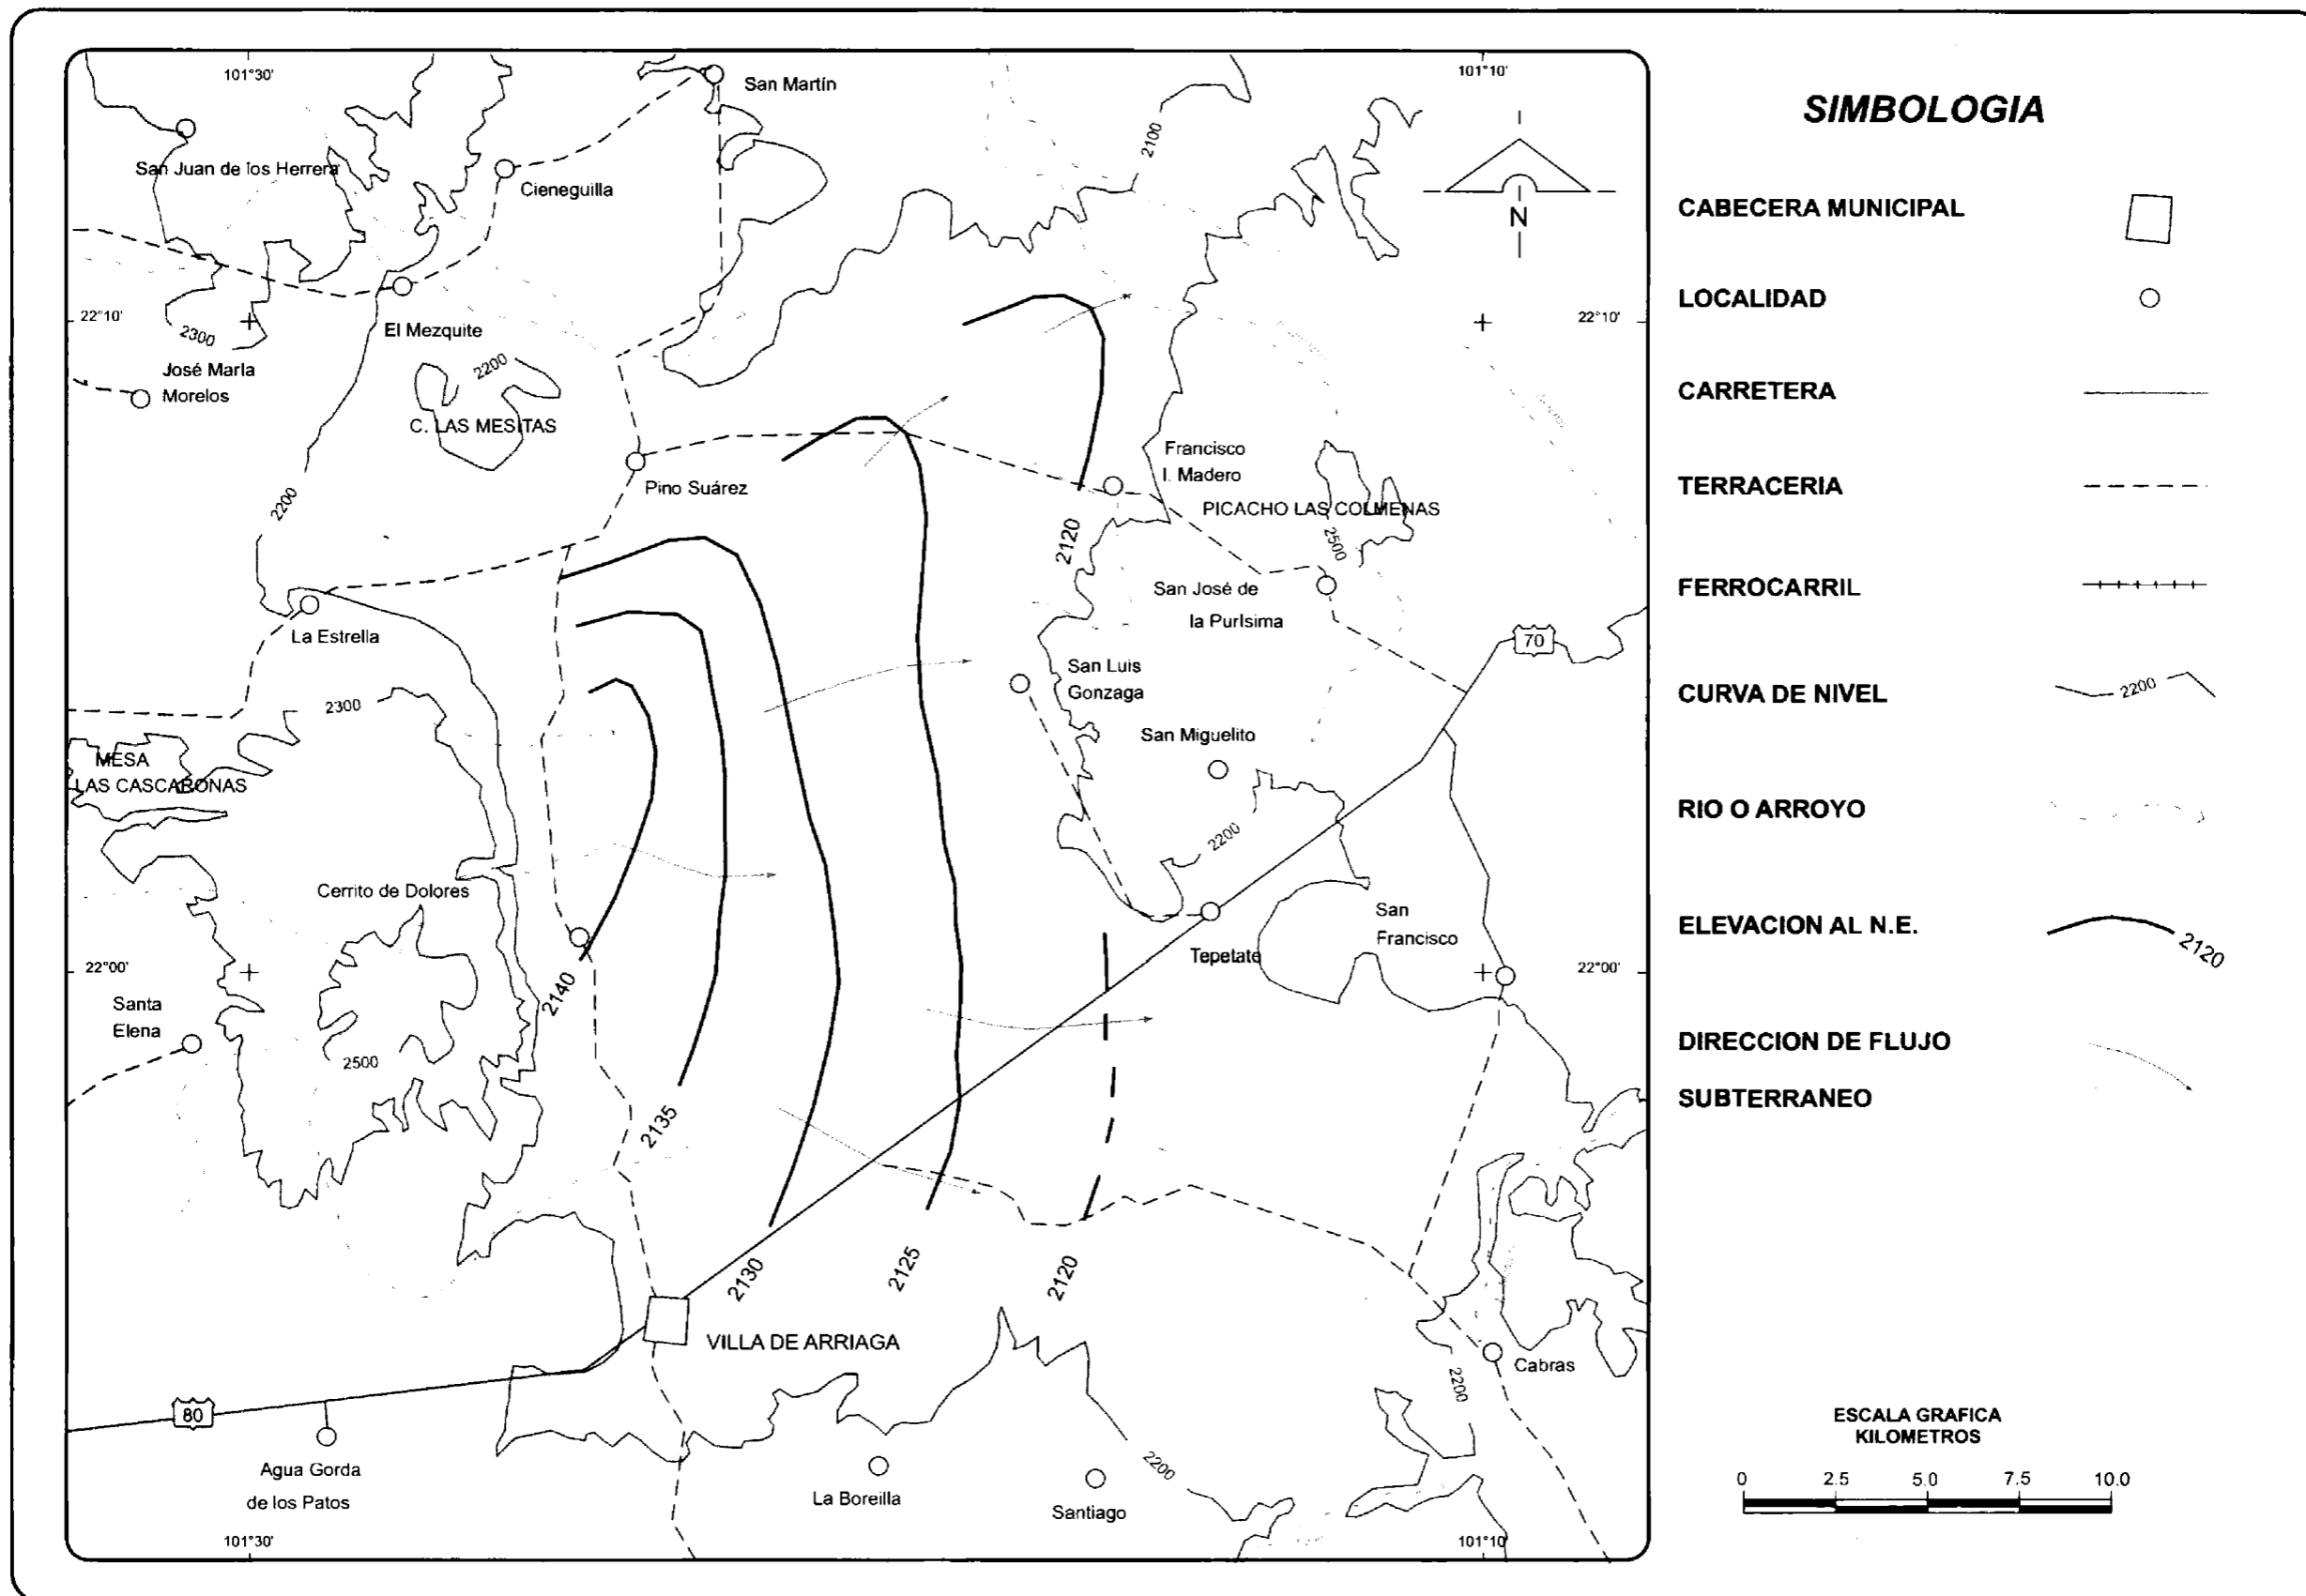 101°30'
101°10'
San Martín
2100
San Juan de los Herrera
Cieneguilla
N
22°10'
22°10'
2300
El Mezquite
José Marla
Morelos
2200
C. LAS MESITAS
Francisco
I. Madero
Pino Suárez
PICACHO LAS COLMENAS
2200
2120
2500
San José de
la Purlsima
La Estrella
70
San Luis
Gonzaga
2300
San Miguelito
MESA
LAS CASCARONAS
2200
Cerrito de Dolores
San
Francisco
Tepetate
22°00'
22°00'
2140
Santa
Elena
2500
2135
2130
2125
2120
VILLA DE ARRIAGA
Cabras
2200
80
Agua Gorda
de los Patos
La Boreilla
2200
Santiago
101°30'
101°10'
SIMBOLOGIA
CABECERA MUNICIPAL
LOCALIDAD
CARRETERA
TERRACERIA
FERROCARRIL
CURVA DE NIVEL
2200
RIO O ARROYO
ELEVACION AL N.E.
2120
DIRECCION DE FLUJO
SUBTERRANEO
ESCALA GRAFICA
KILOMETROS
0 2.5 5.0 7.5 10.0